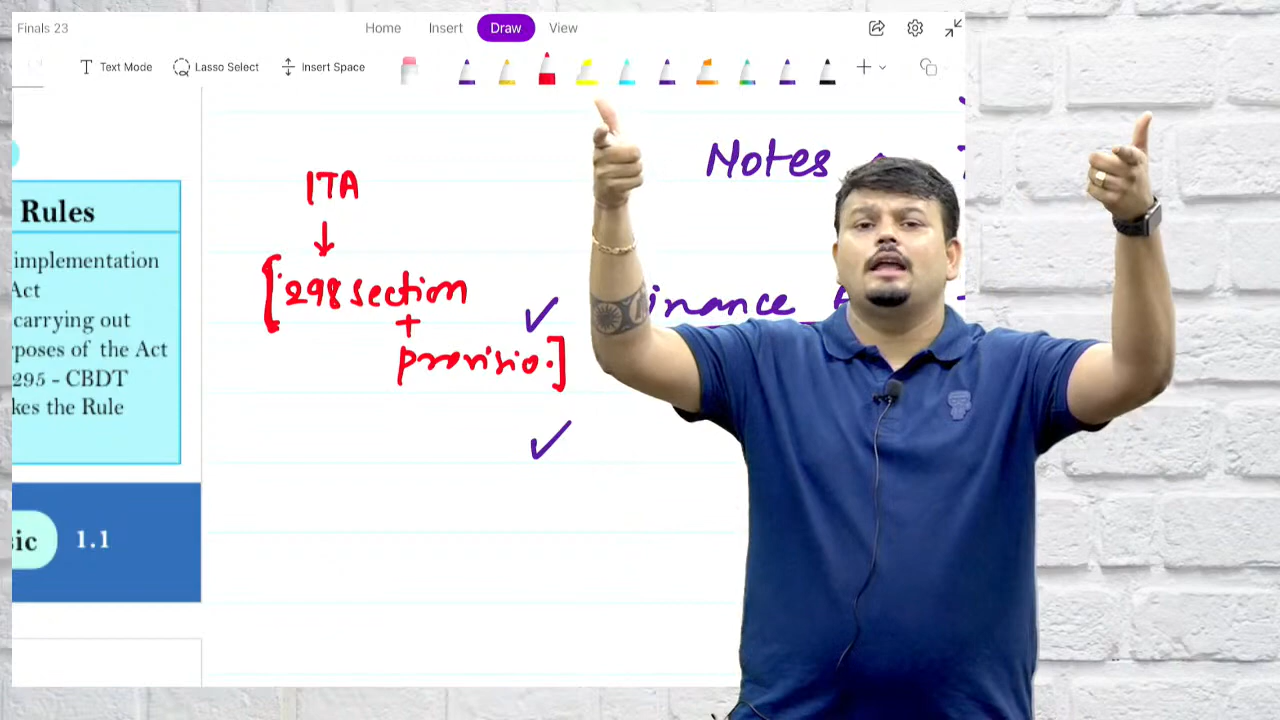 Finals 23
Home Insert Draw View
Text Mode Lasso Select Insert Space
Rules
implementation
Act
carrying out
rposes of the Act
295 - CBDT
kes the Rule
sic 1.1
ITA
[298 section
+
provisio.]
Notes
inance